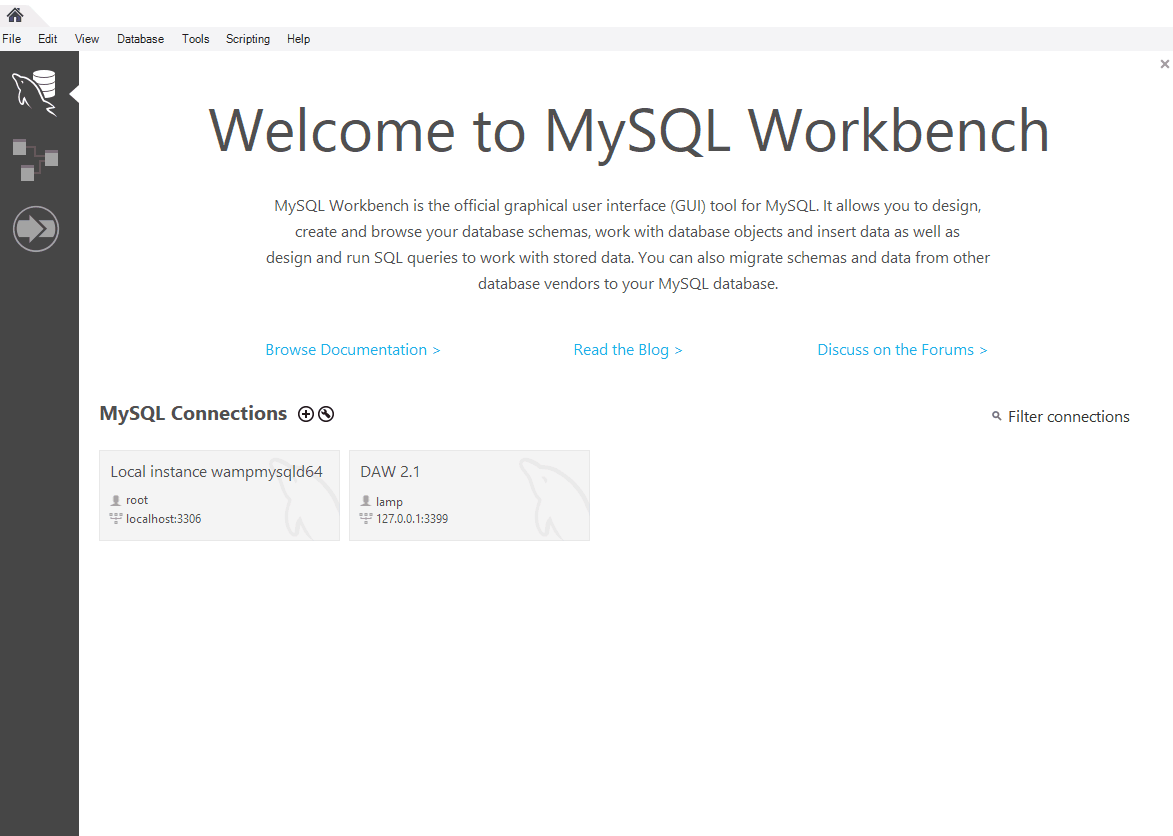 File Edit View Database Tools Scripting Help
Welcome to MySQL Workbench
MySQL Workbench is the official graphical user interface (GUI) tool for MySQL. It allows you to design,
create and browse your database schemas, work with database objects and insert data as well as
design and run SQL queries to work with stored data. You can also migrate schemas and data from other
database vendors to your MySQL database.
Browse Documentation > Read the Blog > Discuss on the Forums >
MySQL Connections
Filter connections
Local instance wampmysqld64
root
localhost:3306
DAW 2.1
lamp
127.0.0.1:3399